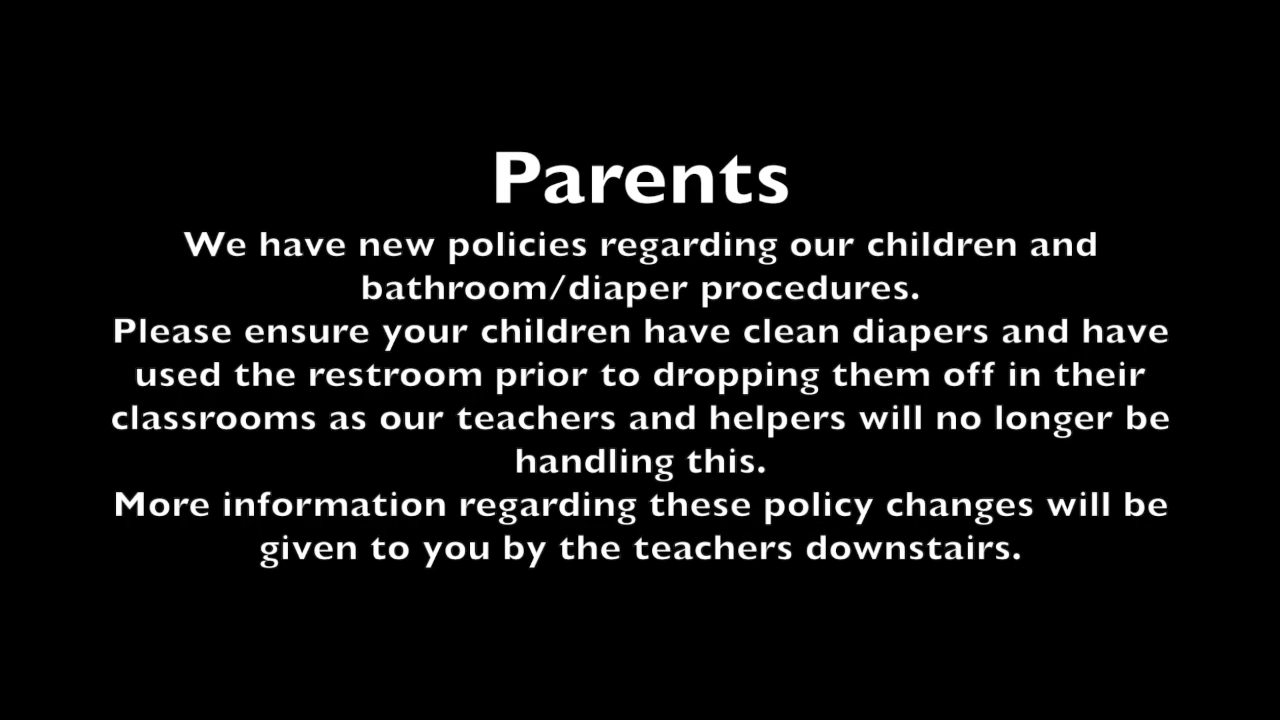 Parents
We have new policies regarding our children and
bathroom/diaper procedures.
Please ensure your children have clean diapers and have
used the restroom prior to dropping them off in their
classrooms as our teachers and helpers will no longer be
handling this.
More information regarding these policy changes will be
given to you by the teachers downstairs.